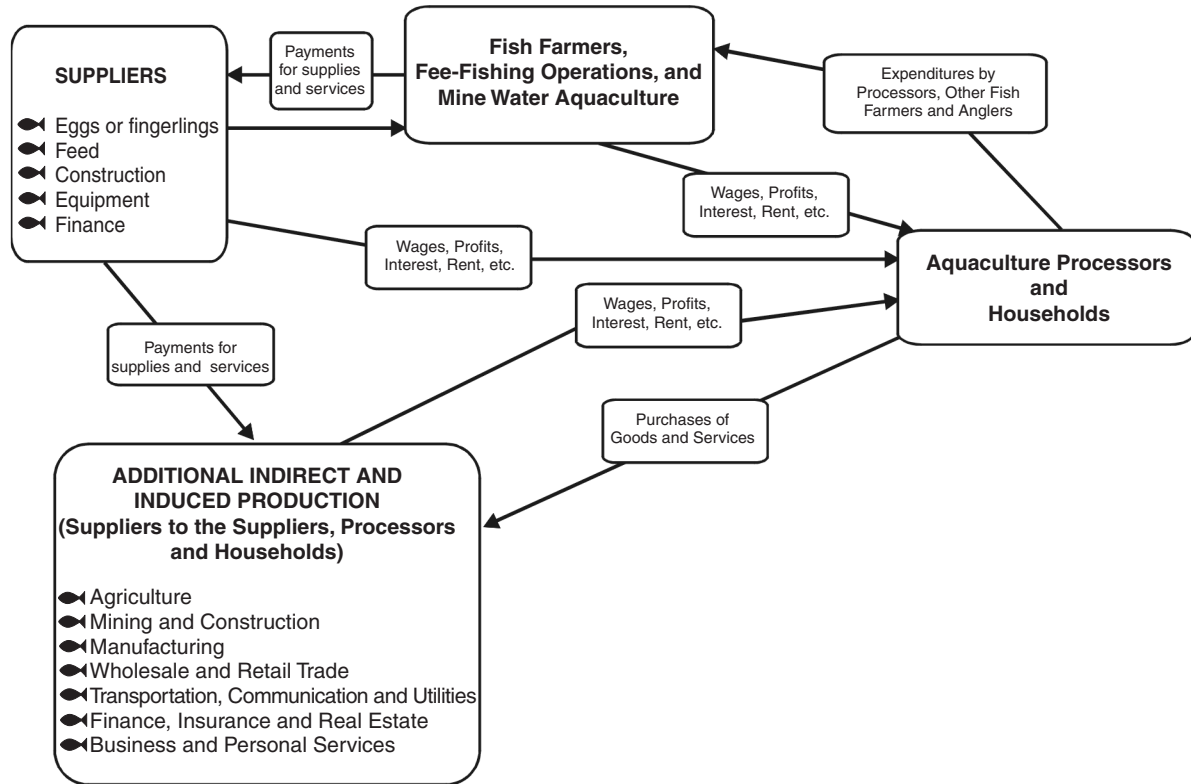 SUPPLIERS
Eggs or fingerlings
Feed
Construction
Equipment
Finance
Payments
for supplies
and services
Fish Farmers,
Fee-Fishing Operations, and
Mine Water Aquaculture
Expenditures by
Processors, Other Fish
Farmers and Anglers
Wages, Profits,
Interest, Rent, etc.
Wages, Profits,
Interest, Rent, etc.
Aquaculture Processors
and
Households
Wages, Profits,
Interest, Rent, etc.
Payments for
supplies and services
Purchases of
Goods and Services
ADDITIONAL INDIRECT AND
INDUCED PRODUCTION
(Suppliers to the Suppliers, Processors
and Households)
Agriculture
Mining and Construction
Manufacturing
Wholesale and Retail Trade
Transportation, Communication and Utilities
Finance, Insurance and Real Estate
Business and Personal Services